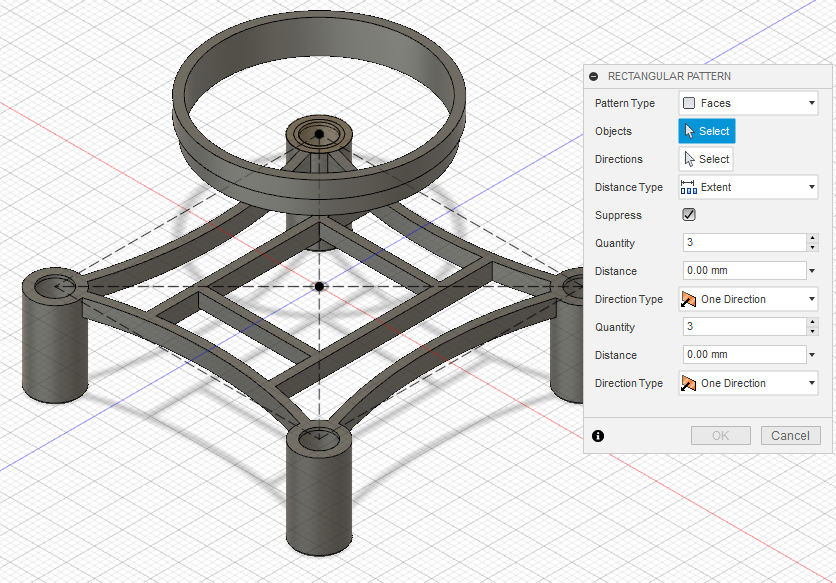 RECTANGULAR PATTERN
Pattern Type Faces
Objects Select
Directions Select
Distance Type Extent
Suppress
Quantity 3
Distance 0.00 mm
Direction Type One Direction
Quantity 3
Distance 0.00 mm
Direction Type One Direction
OK Cancel